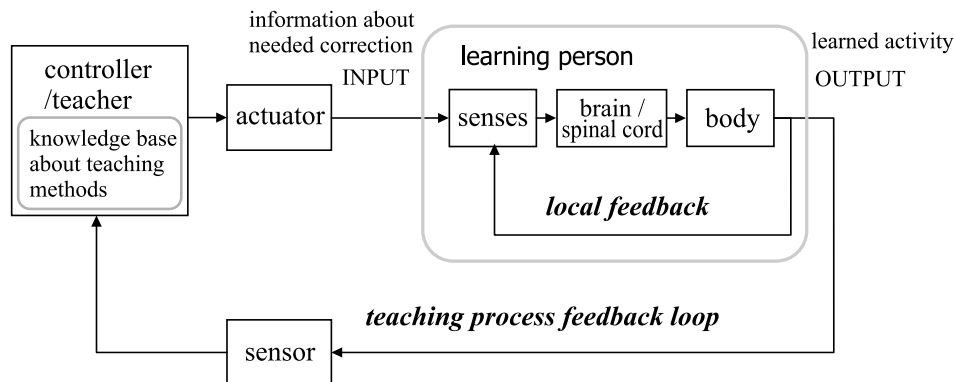 information about
needed correction
INPUT
learning person
learned activity
OUTPUT
controller
/teacher
knowledge base
about teaching
methods
actuator
senses
brain /
spinal cord
body
local feedback
teaching process feedback loop
sensor